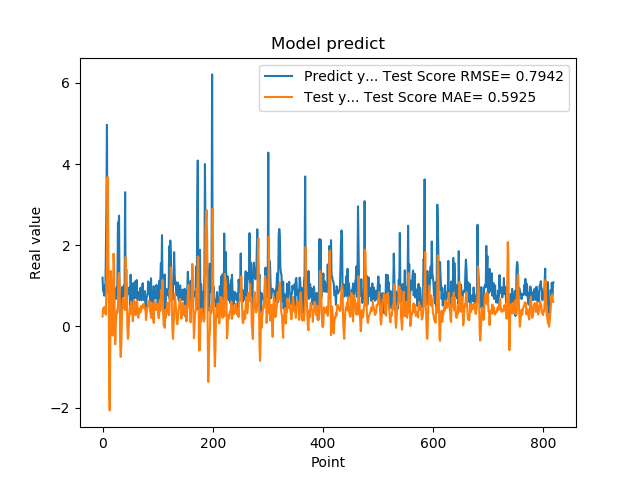 Model predict
Predict y... Test Score RMSE= 0.7942
Test y... Test Score MAE= 0.5925
Real value
6
4
2
0
−2
0 200 400 600 800
Point